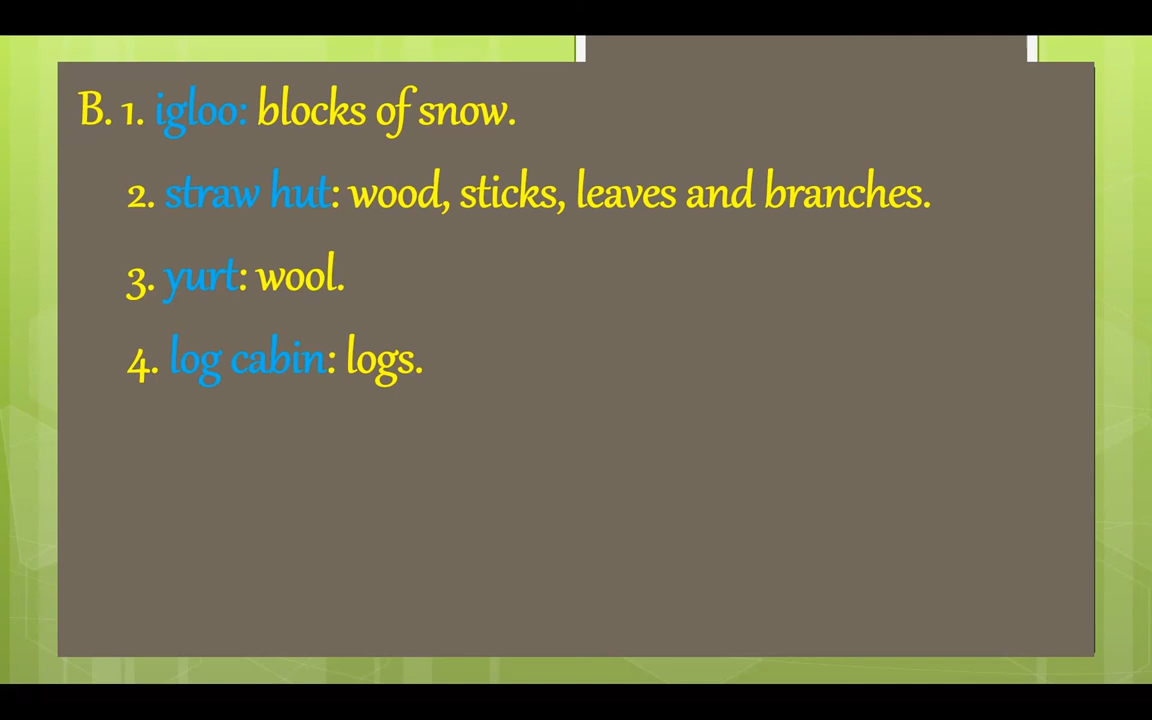 B. 1. igloo: blocks of snow.
2. straw hut: wood, sticks, leaves and branches.
3. yurt: wool.
4. log cabin: logs.